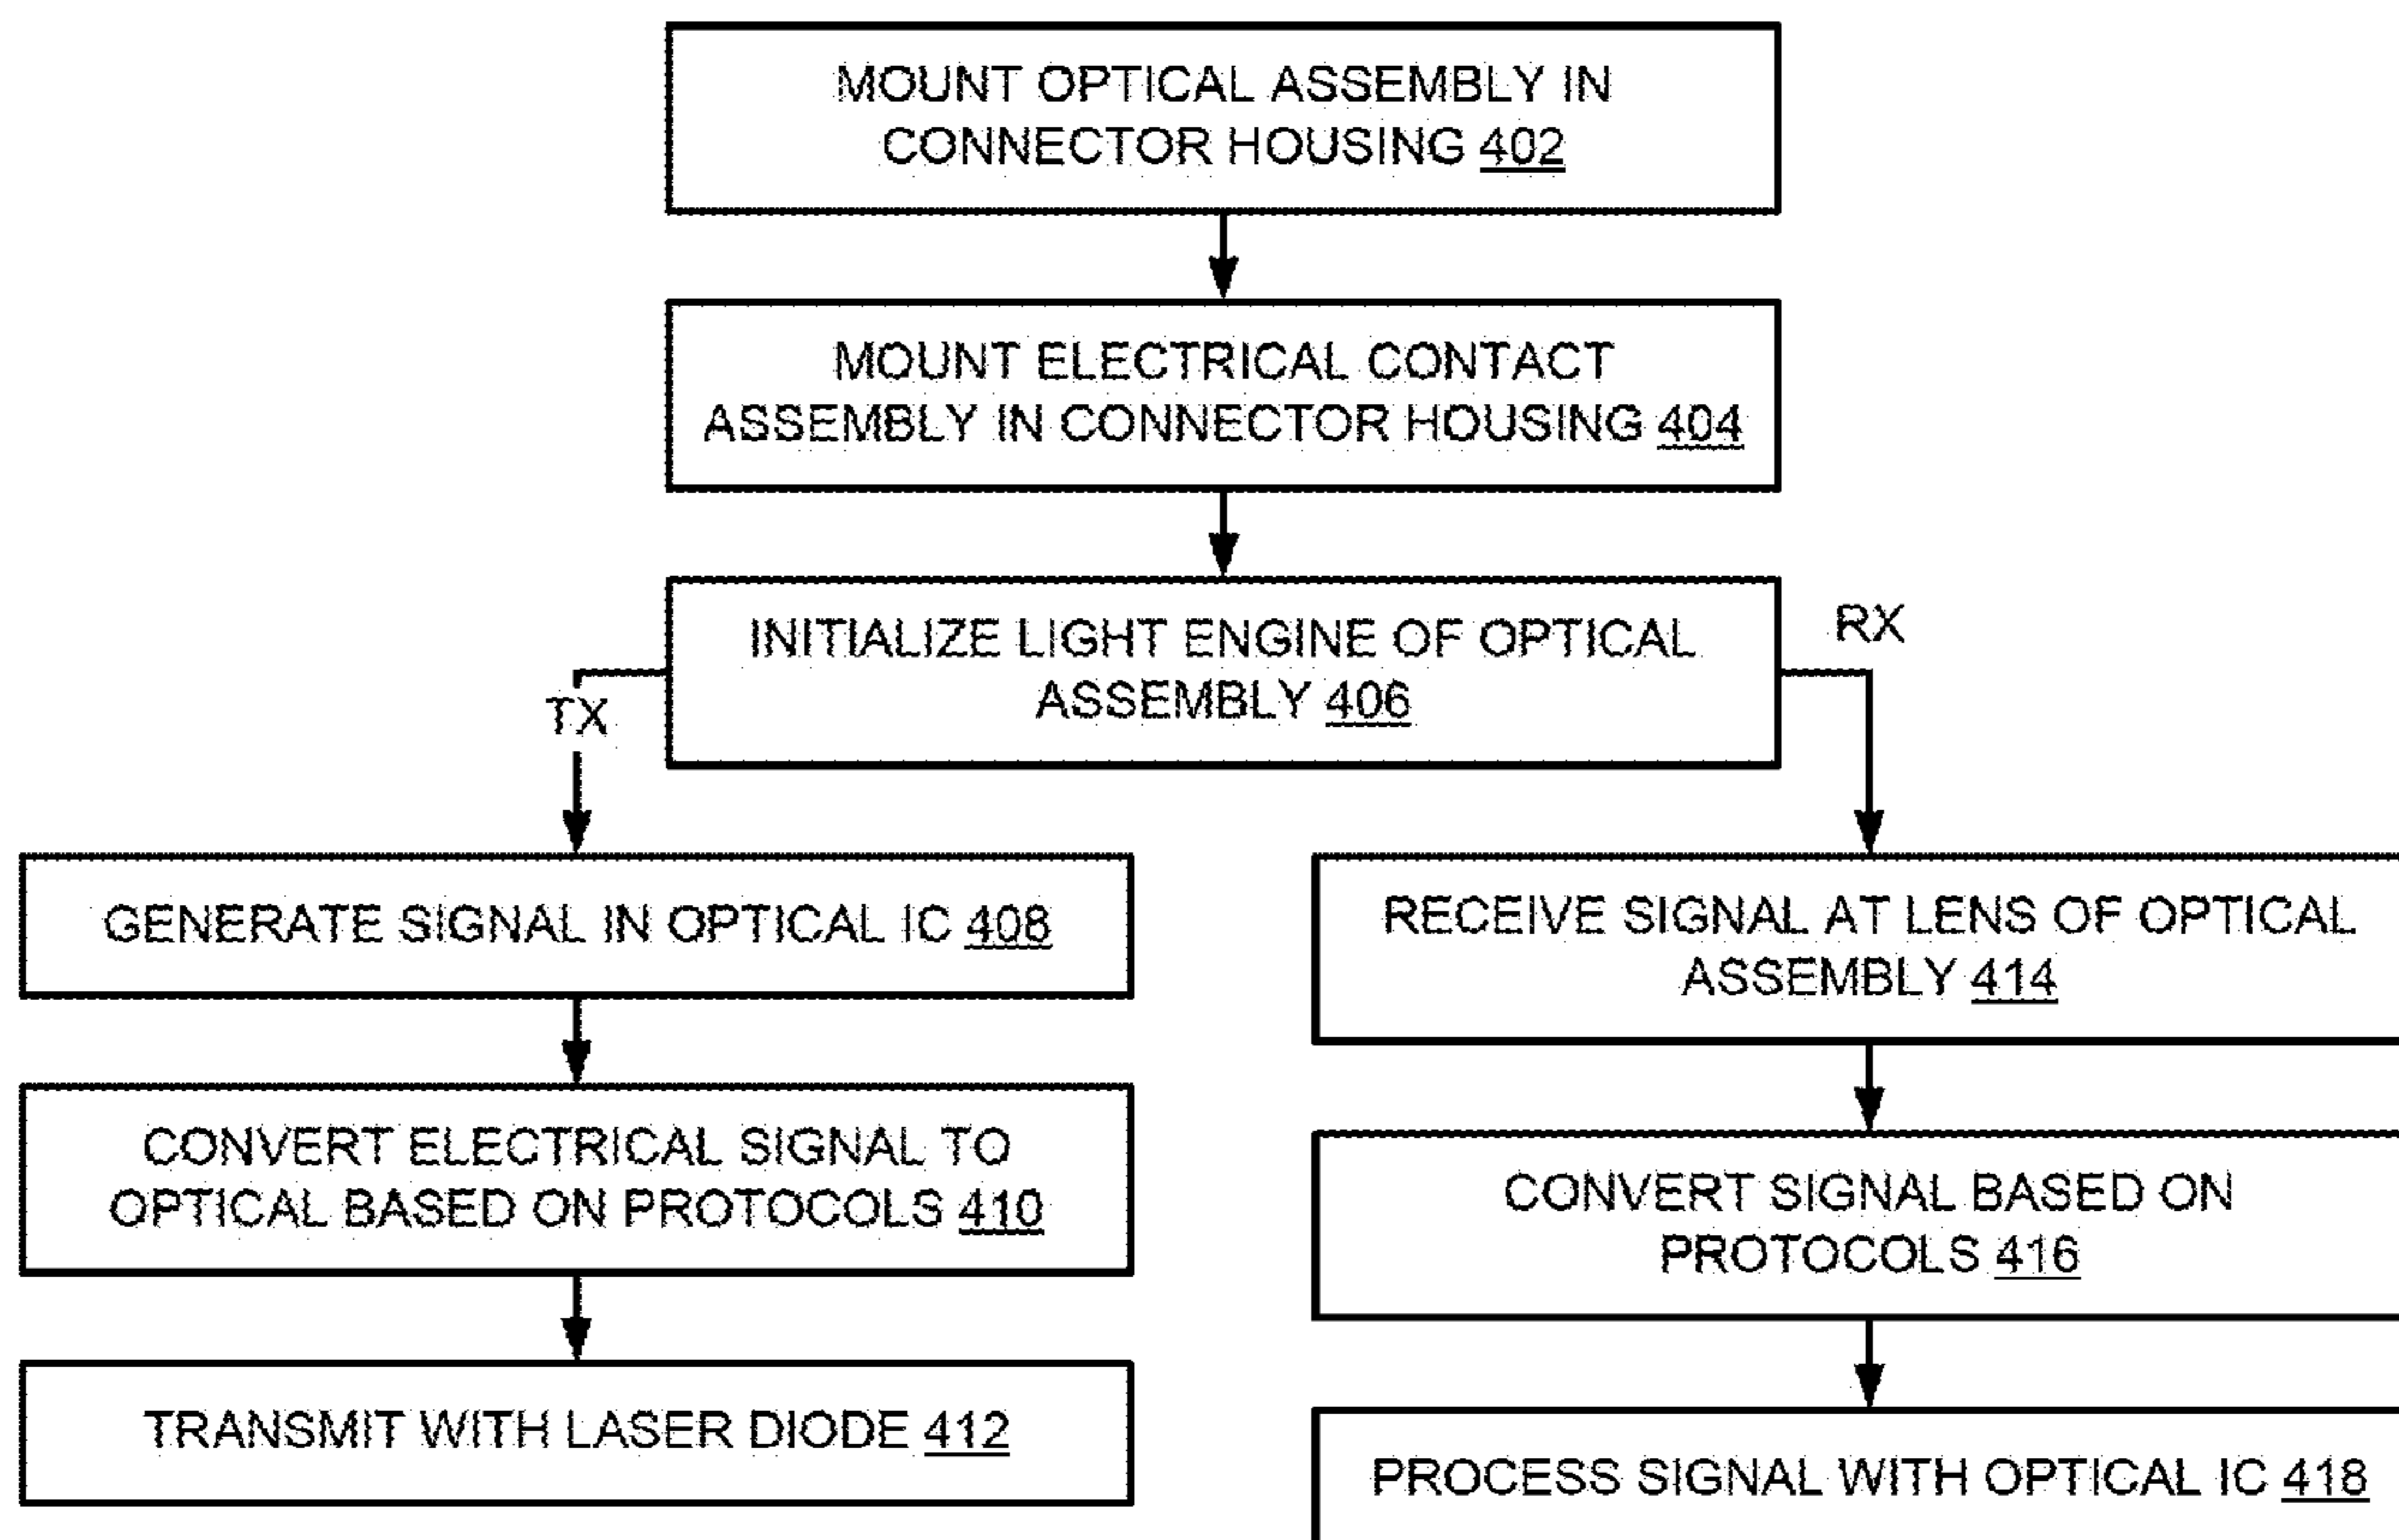 MOUNT OPTICAL ASSEMBLY IN
CONNECTOR HOUSING 402
MOUNT ELECTRICAL CONTACT
ASSEMBLY IN CONNECTOR HOUSING 404
INITIALIZE LIGHT ENGINE OF OPTICAL
ASSEMBLY 406
TX
RX
GENERATE SIGNAL IN OPTICAL IC 408
CONVERT ELECTRICAL SIGNAL TO
OPTICAL BASED ON PROTOCOLS 410
TRANSMIT WITH LASER DIODE 412
RECEIVE SIGNAL AT LENS OF OPTICAL
ASSEMBLY 414
CONVERT SIGNAL BASED ON
PROTOCOLS 416
PROCESS SIGNAL WITH OPTICAL IC 418